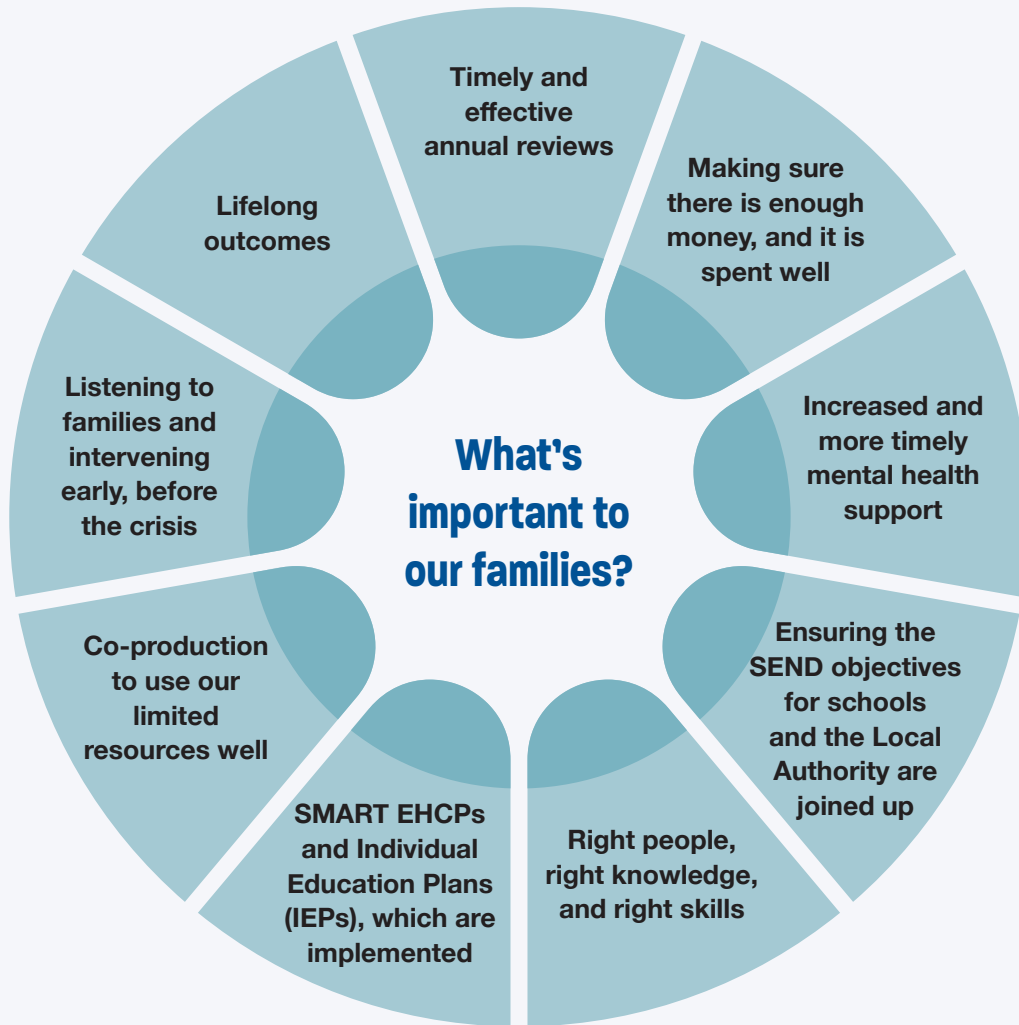 What's
important to
our families?
Timely and
effective
annual reviews
Making sure
there is enough
money, and it is
spent well
Increased and
more timely
mental health
support
Ensuring the
SEND objectives
for schools
and the Local
Authority are
joined up
Right people,
right knowledge,
and right skills
SMART EHCPs
and Individual
Education Plans
(IEPs), which are
implemented
Co-production
to use our
limited
resources well
Listening to
families and
intervening
early, before
the crisis
Lifelong
outcomes